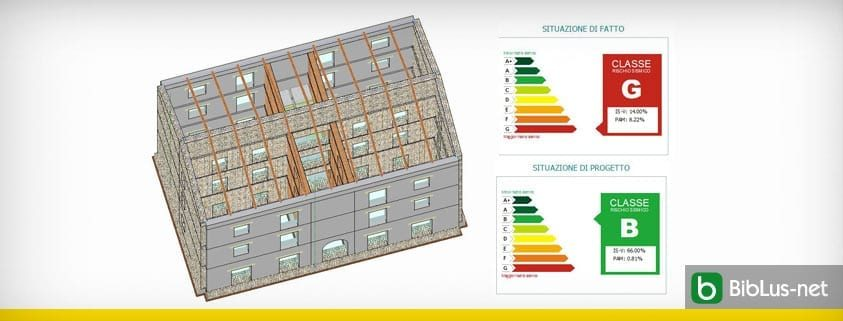 SITUAZIONE DI FATTO
A+
A
B
C
D
E
F
G
CLASSE
RISCHIO SISMICO
G
IS-V: 14.00%
PAM: 8.22%
SITUAZIONE DI PROGETTO
A+
A
B
C
D
E
F
G
CLASSE
RISCHIO SISMICO
B
IS-V: 66.00%
PAM: 0.81%
BibLus-net